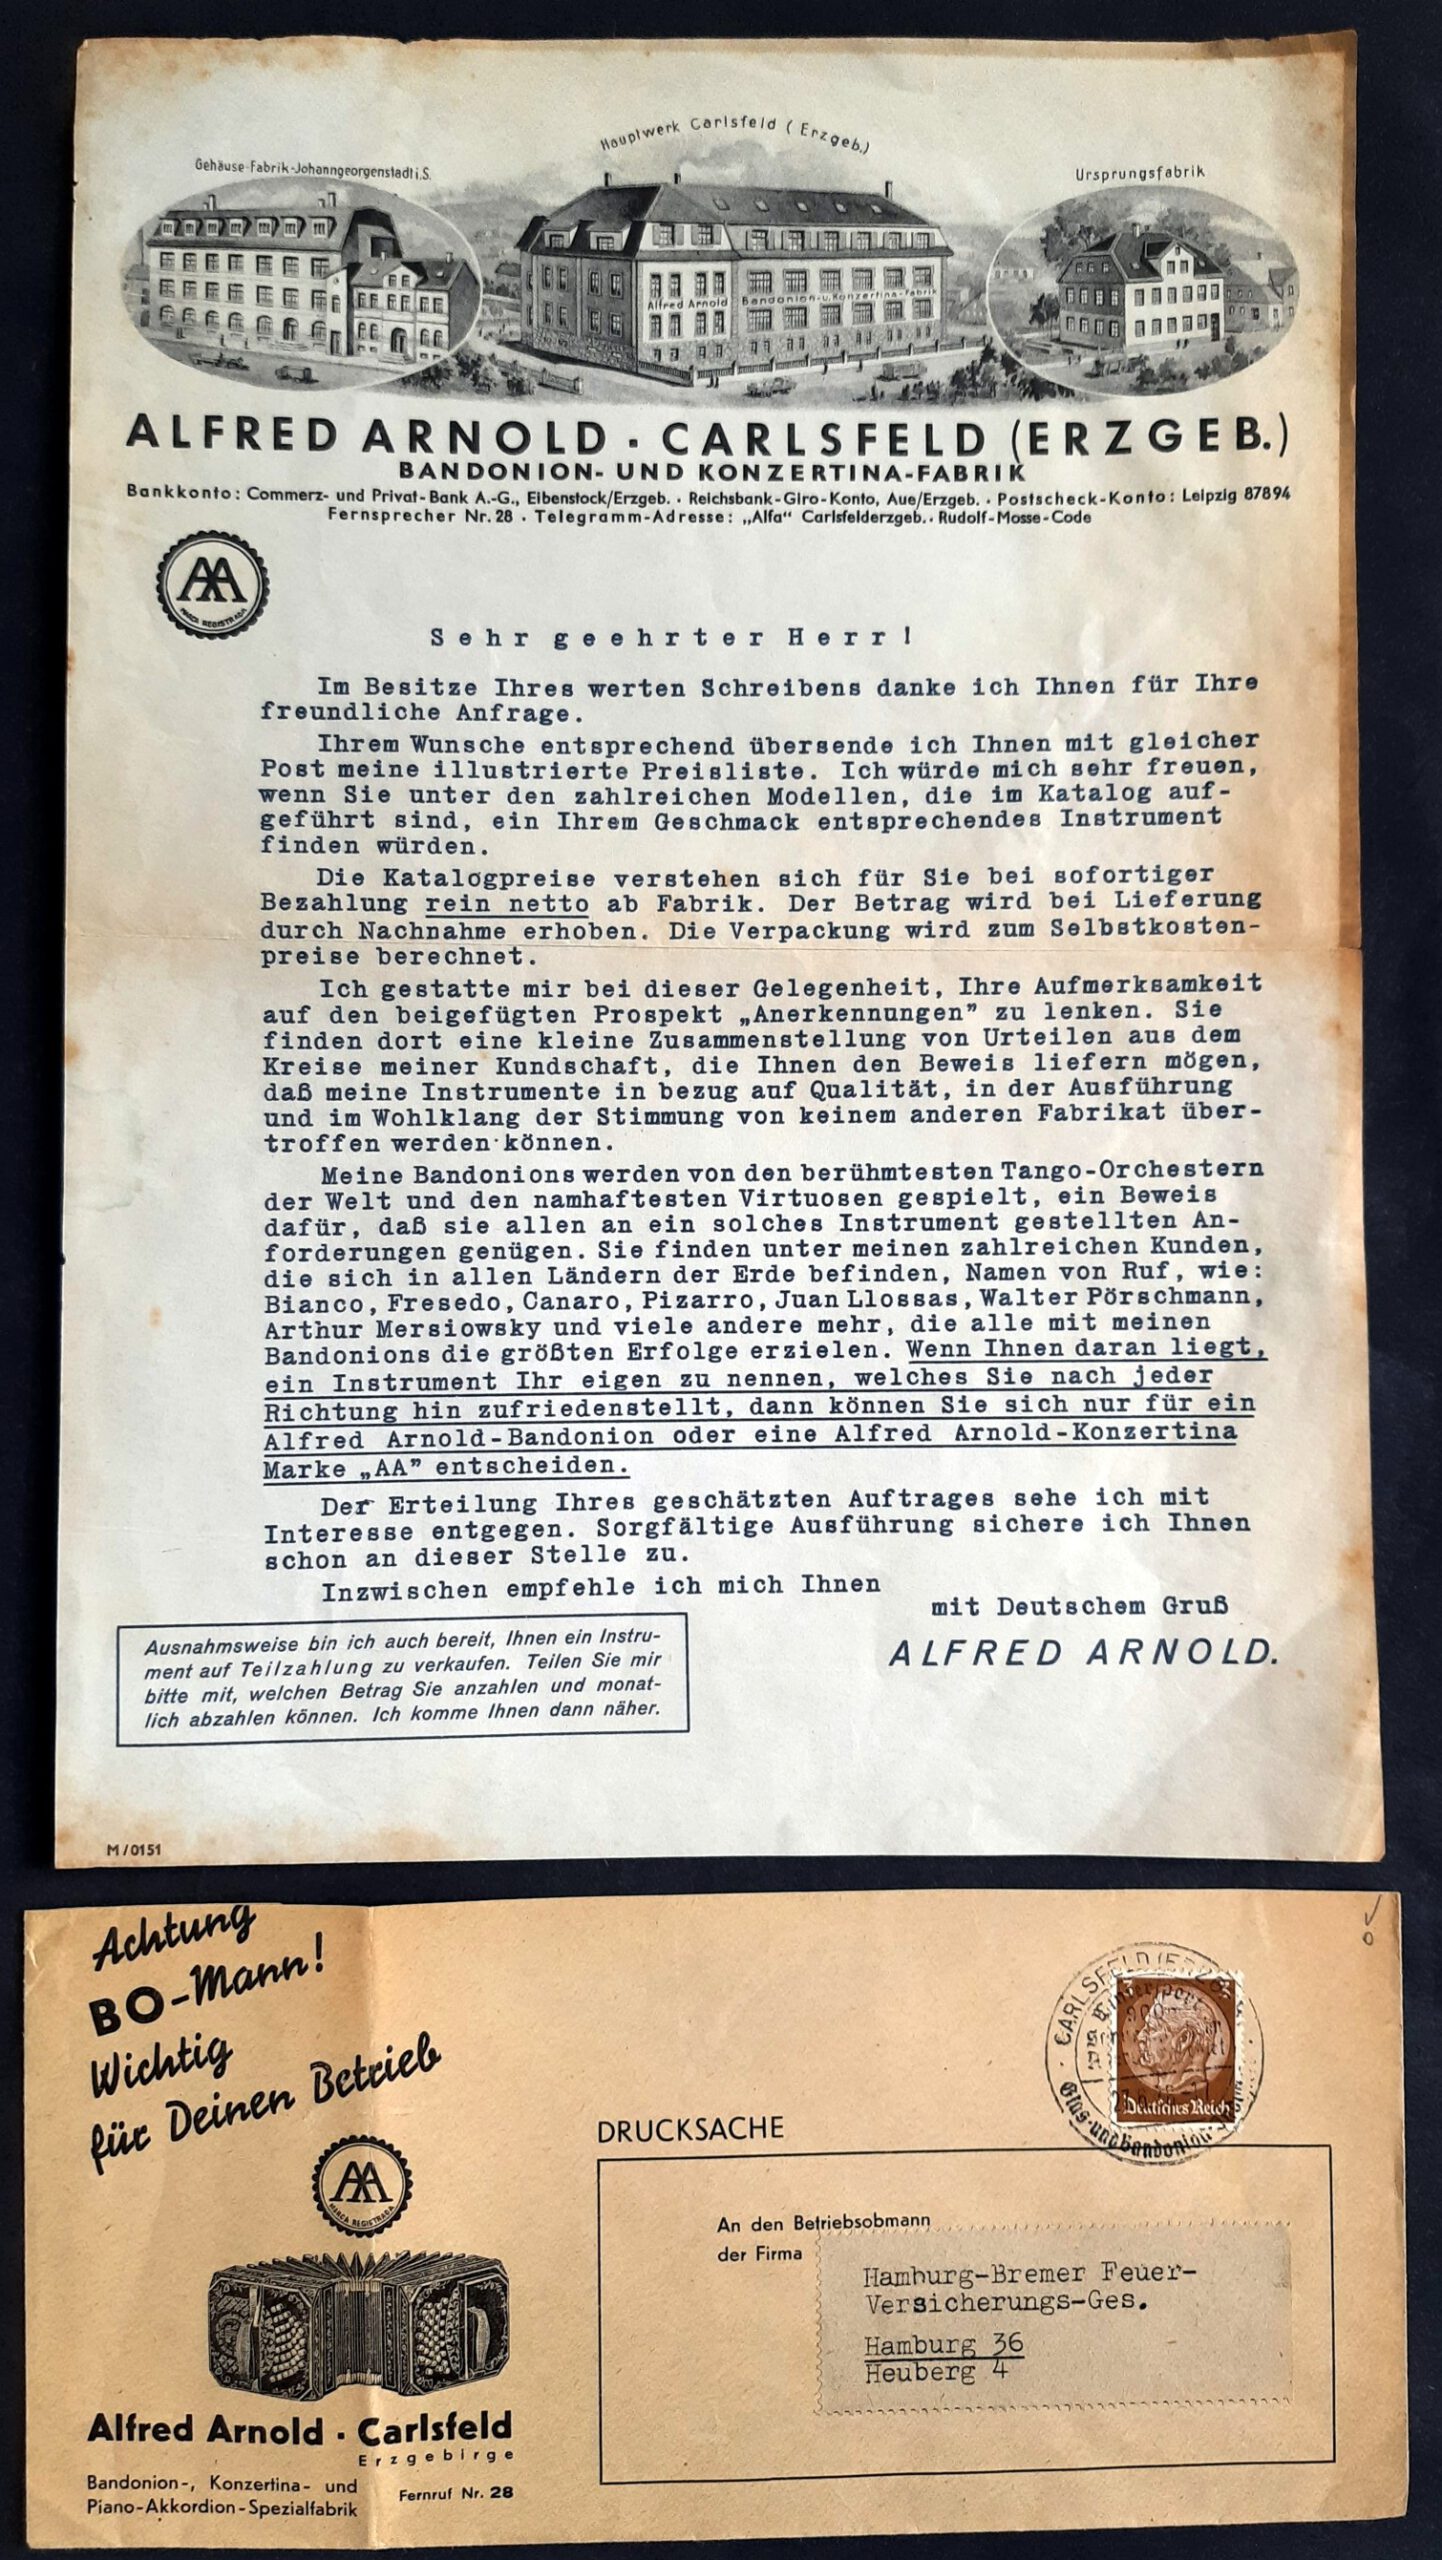 Hauptwerk Carlsfeld (Erzgeb.)
Gehäuse-Fabrik-Johanngeorgenstadt i.S.
Ursprungsfabrik
Alfred Arnold Bandonion-u.Konzertina-Fabrik
ALFRED ARNOLD · CARLSFELD (ERZGEB.)
BANDONION- UND KONZERTINA-FABRIK
Bankkonto: Commerz- und Privat-Bank A.-G., Eibenstock/Erzgeb. · Reichsbank-Giro-Konto, Aue/Erzgeb. · Postscheck-Konto: Leipzig 87894
Fernsprecher Nr. 28 · Telegramm-Adresse: „Alfa“ Carlsfelderzgeb. · Rudolf-Mosse-Code
AA
MARCA REGISTRADA
Sehr geehrter Herr!
Im Besitze Ihres werten Schreibens danke ich Ihnen für Ihre
freundliche Anfrage.
Ihrem Wunsche entsprechend übersende ich Ihnen mit gleicher
Post meine illustrierte Preisliste. Ich würde mich sehr freuen,
wenn Sie unter den zahlreichen Modellen, die im Katalog auf-
geführt sind, ein Ihrem Geschmack entsprechendes Instrument
finden würden.
Die Katalogpreise verstehen sich für Sie bei sofortiger
Bezahlung rein netto ab Fabrik. Der Betrag wird bei Lieferung
durch Nachnahme erhoben. Die Verpackung wird zum Selbstkosten-
preise berechnet.
Ich gestatte mir bei dieser Gelegenheit, Ihre Aufmerksamkeit
auf den beigefügten Prospekt „Anerkennungen” zu lenken. Sie
finden dort eine kleine Zusammenstellung von Urteilen aus dem
Kreise meiner Kundschaft, die Ihnen den Beweis liefern mögen,
daß meine Instrumente in bezug auf Qualität, in der Ausführung
und im Wohlklang der Stimmung von keinem anderen Fabrikat über-
troffen werden können.
Meine Bandonions werden von den berühmtesten Tango-Orchestern
der Welt und den namhaftesten Virtuosen gespielt, ein Beweis
dafür, daß sie allen an ein solches Instrument gestellten An-
forderungen genügen. Sie finden unter meinen zahlreichen Kunden,
die sich in allen Ländern der Erde befinden, Namen von Ruf, wie:
Bianco, Fresedo, Canaro, Pizarro, Juan Llossas, Walter Pörschmann,
Arthur Mersiowsky und viele andere mehr, die alle mit meinen
Bandonions die größten Erfolge erzielen. Wenn Ihnen daran liegt,
ein Instrument Ihr eigen zu nennen, welches Sie nach jeder
Richtung hin zufriedenstellt, dann können Sie sich nur für ein
Alfred Arnold-Bandonion oder eine Alfred Arnold-Konzertina
Marke „AA” entscheiden.
Der Erteilung Ihres geschätzten Auftrages sehe ich mit
Interesse entgegen. Sorgfältige Ausführung sichere ich Ihnen
schon an dieser Stelle zu.
Inzwischen empfehle ich mich Ihnen
mit Deutschem Gruß
ALFRED ARNOLD.
Ausnahmsweise bin ich auch bereit, Ihnen ein Instru-
ment auf Teilzahlung zu verkaufen. Teilen Sie mir
bitte mit, welchen Betrag Sie anzahlen und monat-
lich abzahlen können. Ich komme Ihnen dann näher.
M/0151
Achtung
BO-Mann!
Wichtig
für Deinen Betrieb
AA
MARCA REGISTRADA
Alfred Arnold · Carlsfeld
Erzgebirge
Bandonion-, Konzertina- und
Piano-Akkordion-Spezialfabrik
Fernruf Nr. 28
CARLSFELD (ERZGEB.
Wintersport
Glas- und Bandonion
Deutsches Reich
DRUCKSACHE
An den Betriebsobmann
der Firma
Hamburg-Bremer Feuer-
Versicherungs-Ges.
Hamburg 36
Heuberg 4